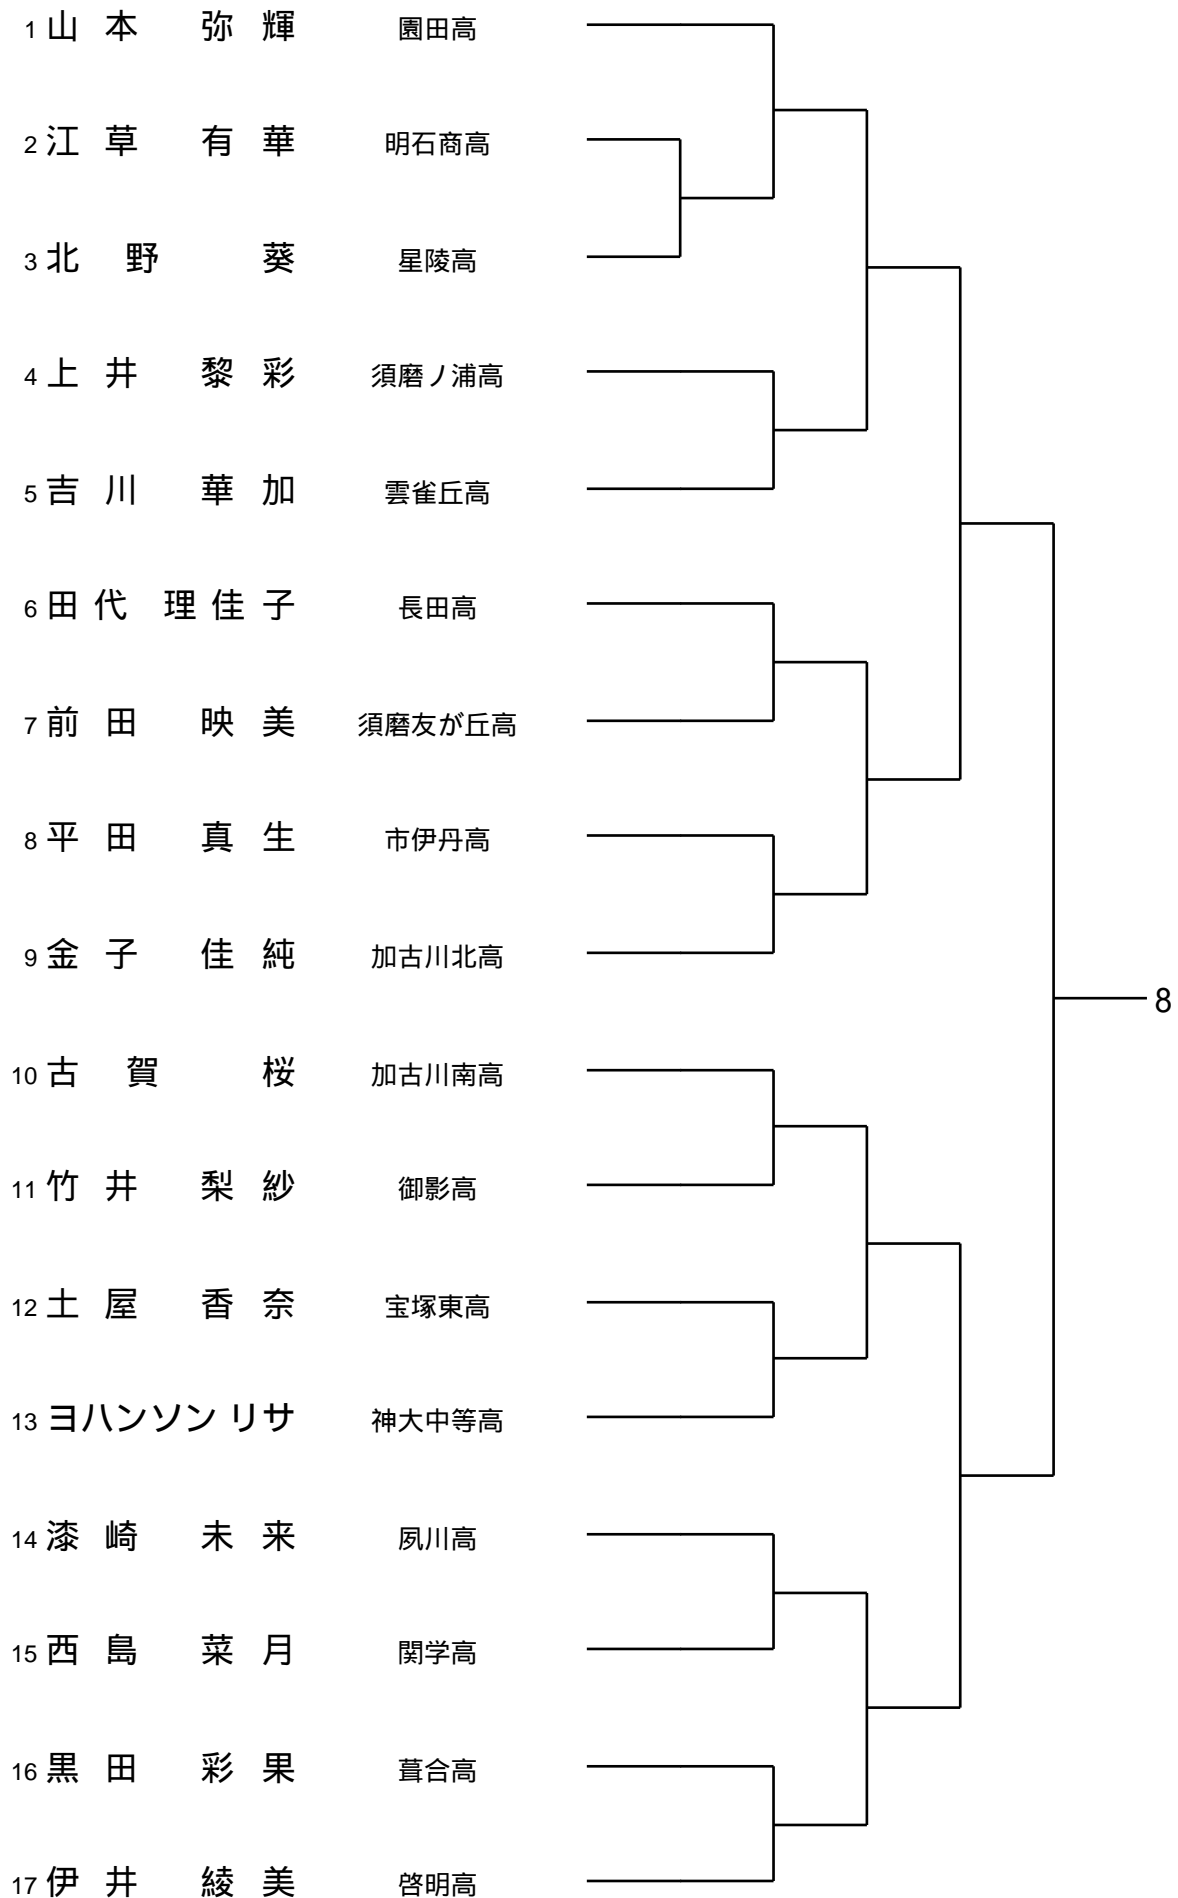 1 山本 弥輝 園田高
2 江草 有華 明石商高
3 北野 葵 星陵高
4 上井 黎彩 須磨ノ浦高
5 吉川 華加 雲雀丘高
6 田代 理佳子 長田高
7 前田 映美 須磨友が丘高
8 平田 真生 市伊丹高
9 金子 佳純 加古川北高
8
10 古賀 桜 加古川南高
11 竹井 梨紗 御影高
12 土屋 香奈 宝塚東高
13 ヨハンソン リサ 神大中等高
14 漆崎 未来 夙川高
15 西島 菜月 関学高
16 黒田 彩果 葺合高
17 伊井 綾美 啓明高